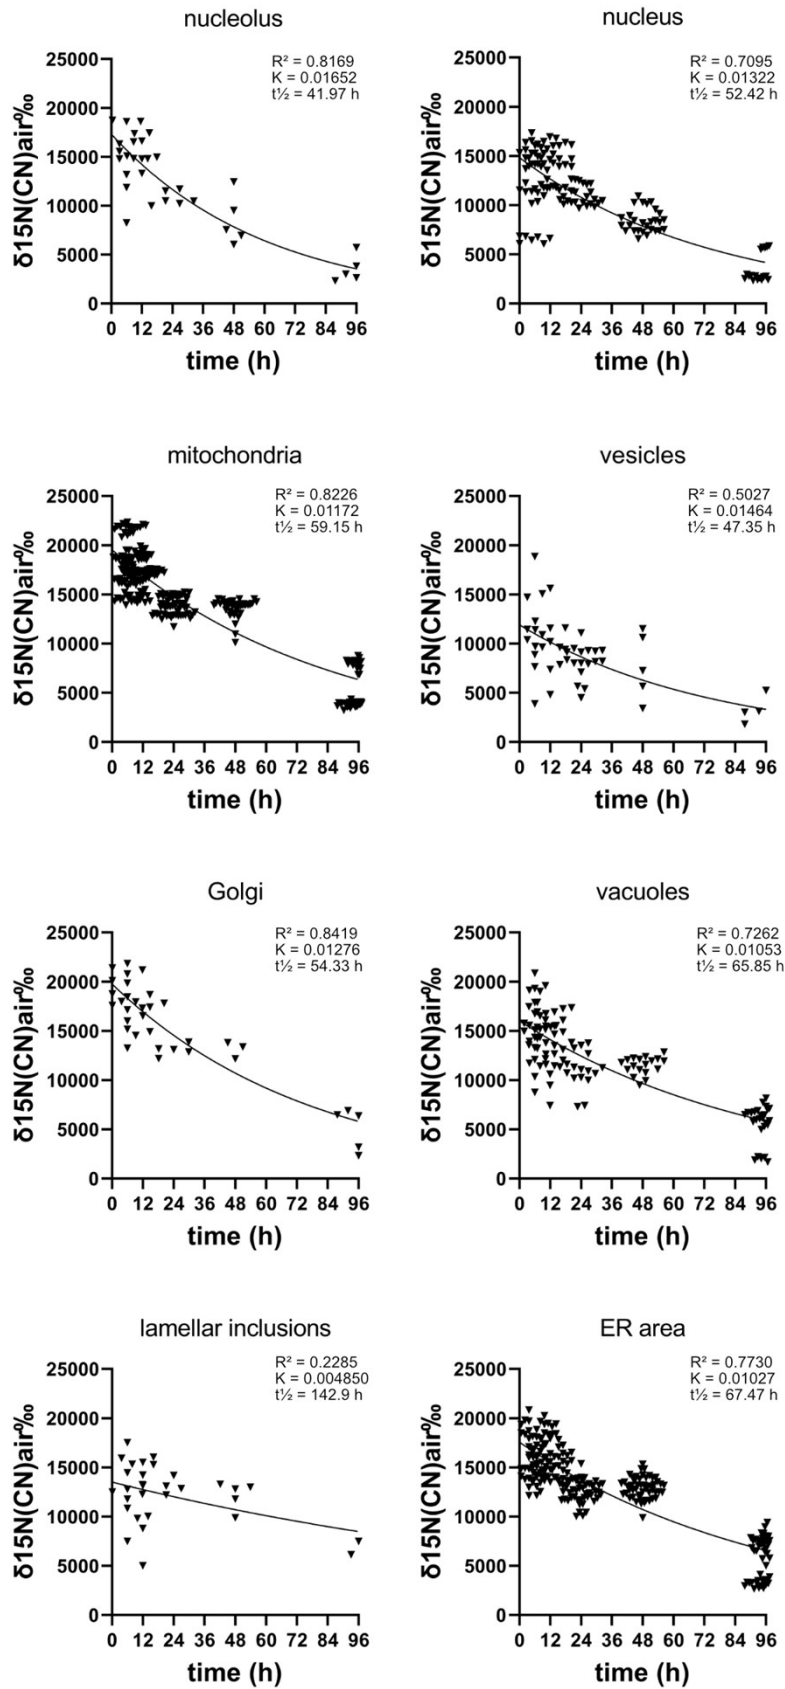 nucleolus
R² = 0.8169
K = 0.01652
t½ = 41.97 h
25000
20000
15000
10000
5000
0
δ15N(CN)air‰
0 12 24 36 48 60 72 84 96
time (h)
nucleus
R² = 0.7095
K = 0.01322
t½ = 52.42 h
25000
20000
15000
10000
5000
0
δ15N(CN)air‰
0 12 24 36 48 60 72 84 96
time (h)
mitochondria
R² = 0.8226
K = 0.01172
t½ = 59.15 h
25000
20000
15000
10000
5000
0
δ15N(CN)air‰
0 12 24 36 48 60 72 84 96
time (h)
vesicles
R² = 0.5027
K = 0.01464
t½ = 47.35 h
25000
20000
15000
10000
5000
0
δ15N(CN)air‰
0 12 24 36 48 60 72 84 96
time (h)
Golgi
R² = 0.8419
K = 0.01276
t½ = 54.33 h
25000
20000
15000
10000
5000
0
δ15N(CN)air‰
0 12 24 36 48 60 72 84 96
time (h)
vacuoles
R² = 0.7262
K = 0.01053
t½ = 65.85 h
25000
20000
15000
10000
5000
0
δ15N(CN)air‰
0 12 24 36 48 60 72 84 96
time (h)
lamellar inclusions
R² = 0.2285
K = 0.004850
t½ = 142.9 h
25000
20000
15000
10000
5000
0
δ15N(CN)air‰
0 12 24 36 48 60 72 84 96
time (h)
ER area
R² = 0.7730
K = 0.01027
t½ = 67.47 h
25000
20000
15000
10000
5000
0
δ15N(CN)air‰
0 12 24 36 48 60 72 84 96
time (h)